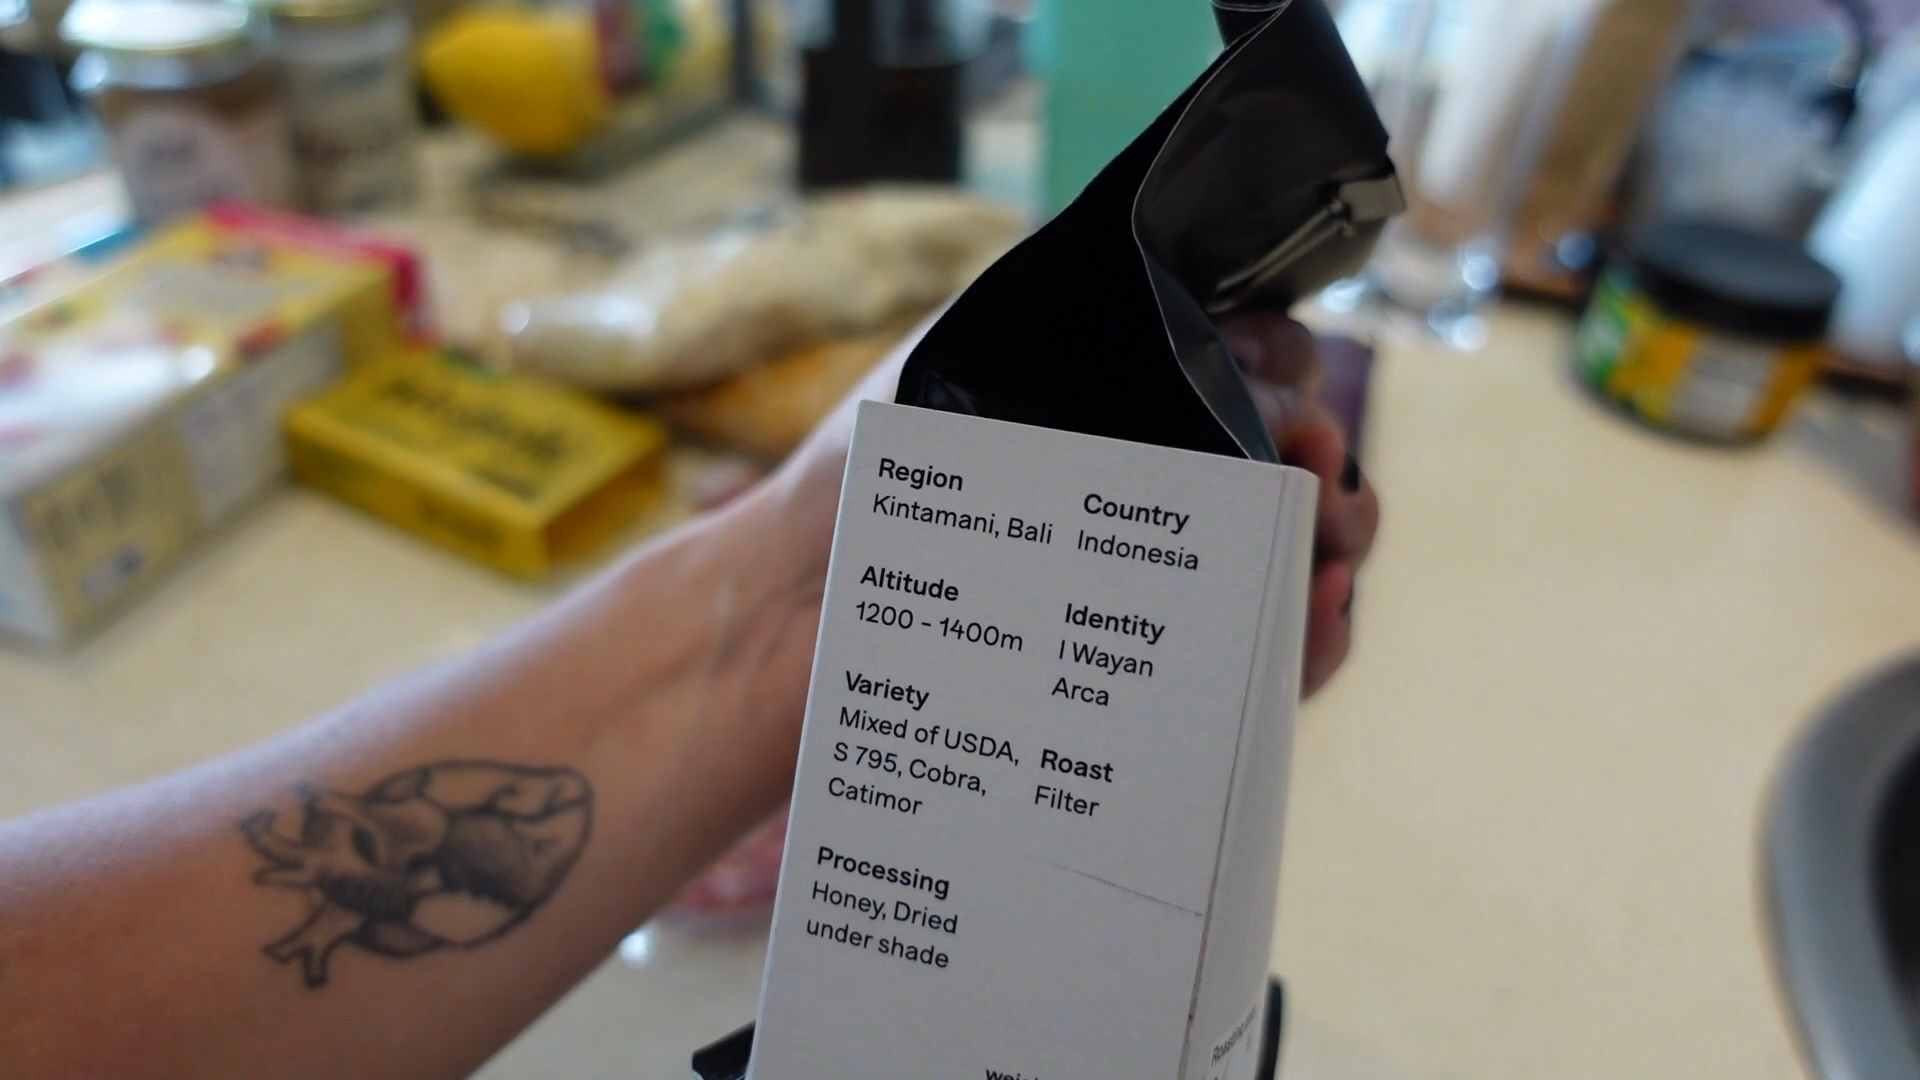 Region
Kintamani, Bali
Country
Indonesia
Altitude
1200 - 1400m
Identity
I Wayan
Arca
Variety
Mixed of USDA,
S 795, Cobra,
Catimor
Roast
Filter
Processing
Honey, Dried
under shade